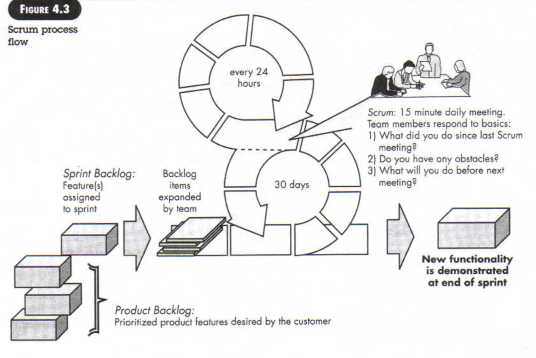 FIGURE 4.3
Scrum process
flow
every 24
hours
Scrum: 15 minute daily meeting.
Team members respond to basics:
1) What did you do since last Scrum
meeting?
2) Do you have any obstacles?
3) What will you do before next
meeting?
Sprint Backlog:
Feature(s)
assigned
to sprint
Backlog
items
expanded
by team
30 days
New functionality
is demonstrated
at end of sprint
Product Backlog:
Prioritized product features desired by the customer